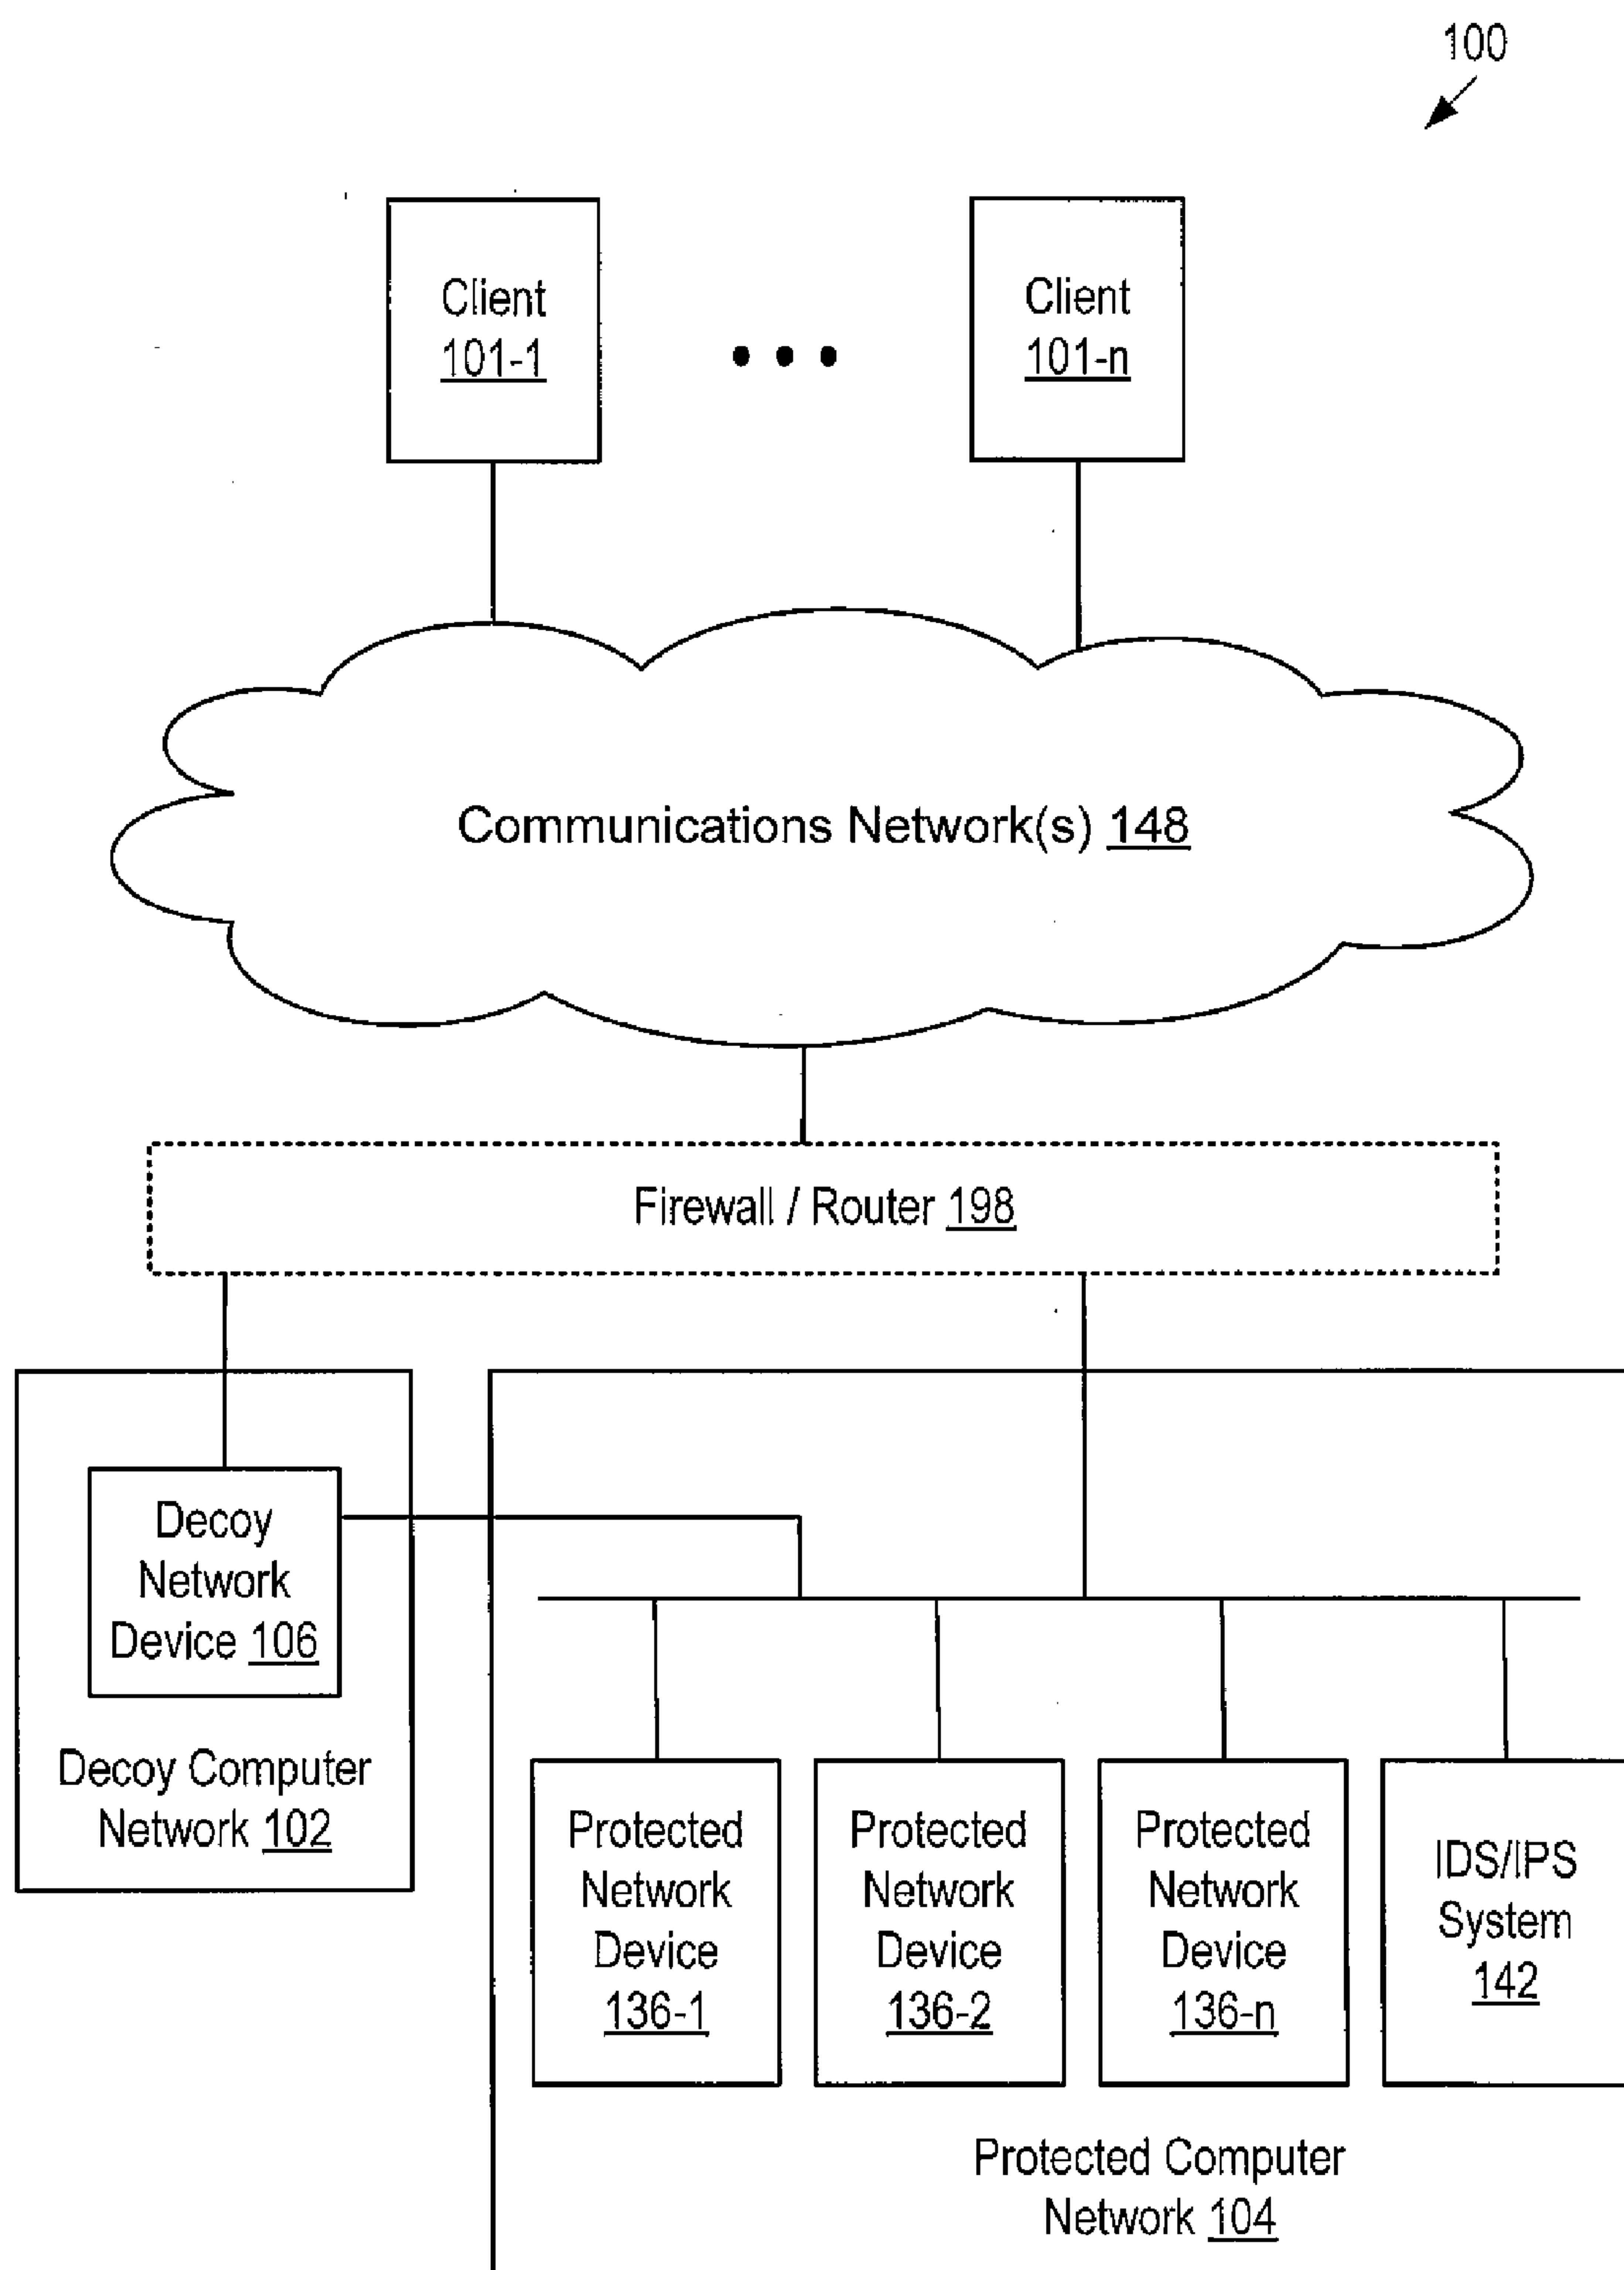 100
Client
101-1
Client
101-n
Communications Network(s) 148
Firewall / Router 198
Decoy
Network
Device 106
Decoy Computer
Network 102
Protected
Network
Device
136-1
Protected
Network
Device
136-2
Protected
Network
Device
136-n
IDS/IPS
System
142
Protected Computer
Network 104